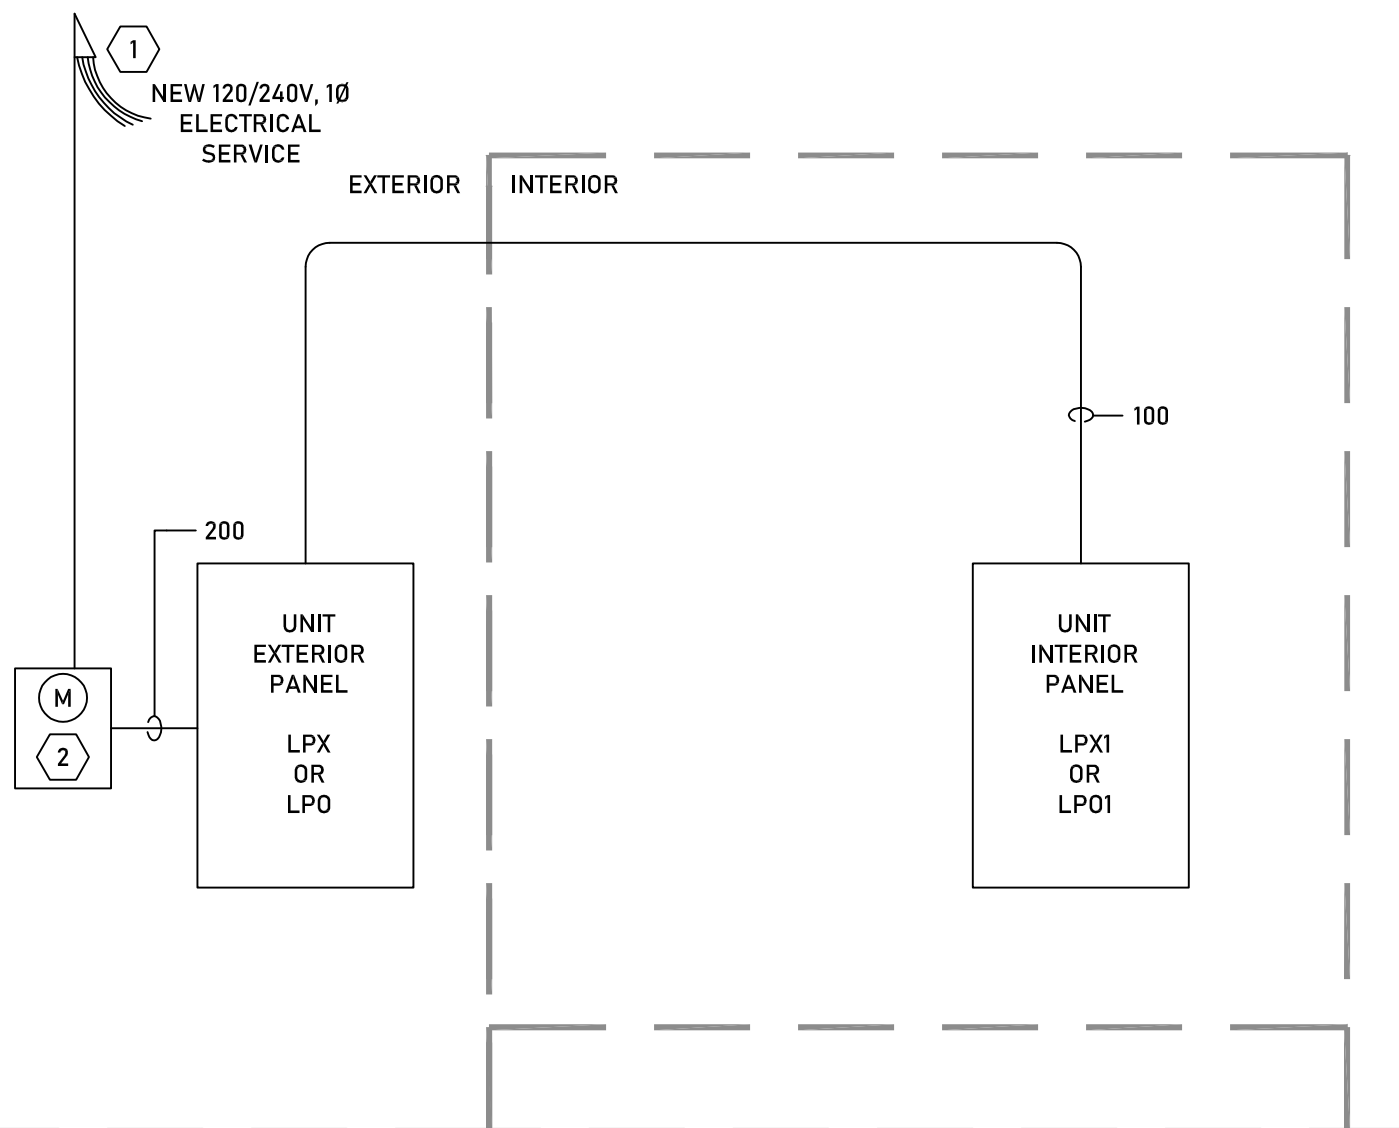 1
NEW 120/240V, 1Ø
ELECTRICAL
SERVICE
EXTERIOR
INTERIOR
100
200
UNIT
EXTERIOR
PANEL
LPX
OR
LPO
UNIT
INTERIOR
PANEL
LPX1
OR
LPO1
M
2